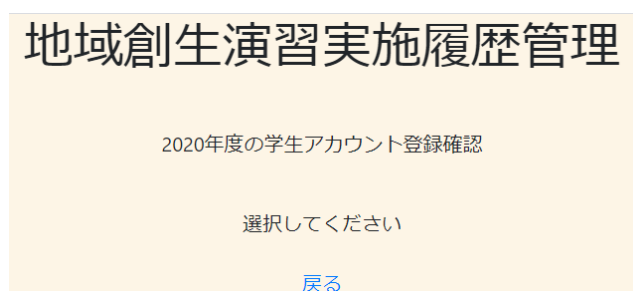 地域創生演習実施履歴管理
2020年度の学生アカウント登録確認
選択してください
戻る